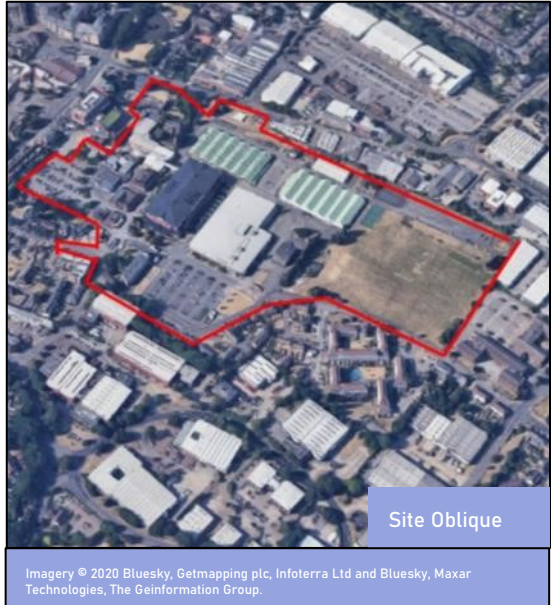 Site Oblique
Imagery © 2020 Bluesky, Getmapping plc, Infoterra Ltd and Bluesky, Maxar
Technologies, The Geinformation Group.